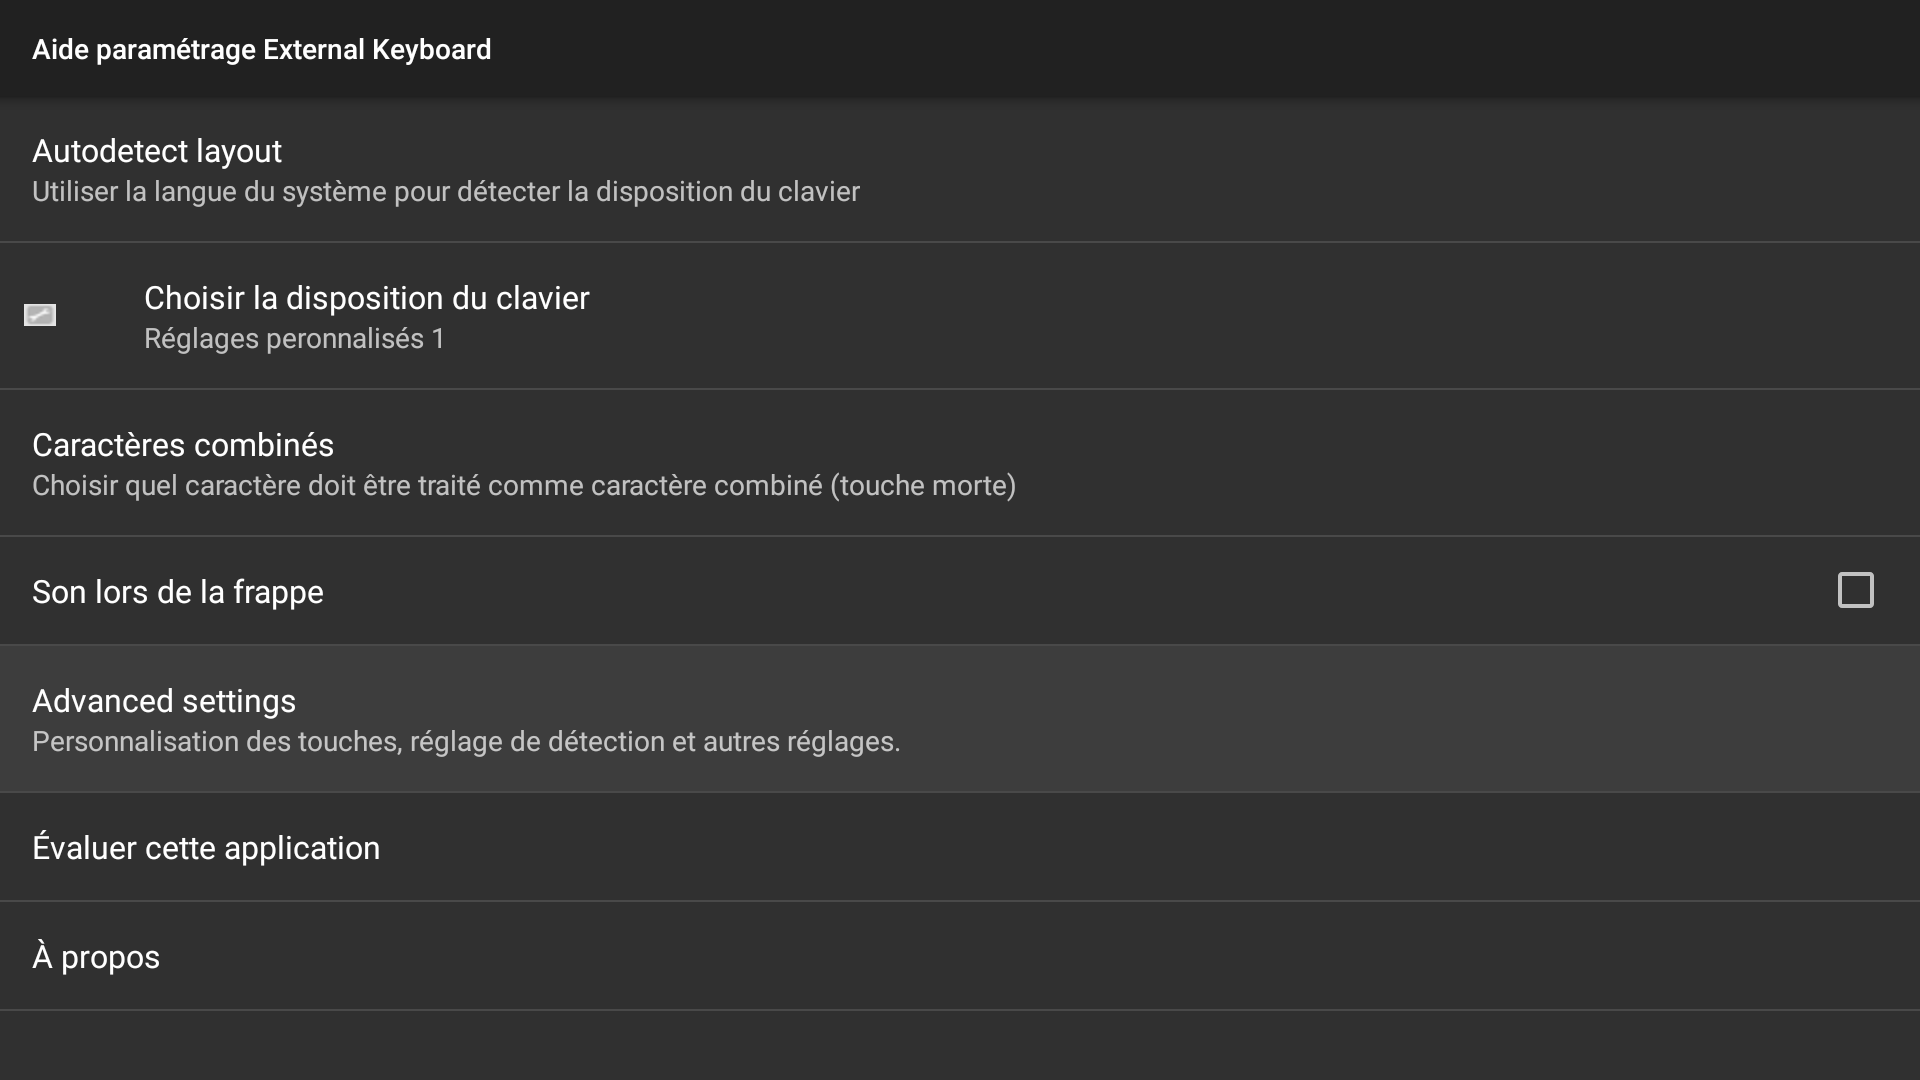 Aide paramétrage External Keyboard
Autodetect layout
Utiliser la langue du système pour détecter la disposition du clavier
Choisir la disposition du clavier
Réglages peronnalisés 1
Caractères combinés
Choisir quel caractère doit être traité comme caractère combiné (touche morte)
Son lors de la frappe
Advanced settings
Personnalisation des touches, réglage de détection et autres réglages.
Évaluer cette application
À propos